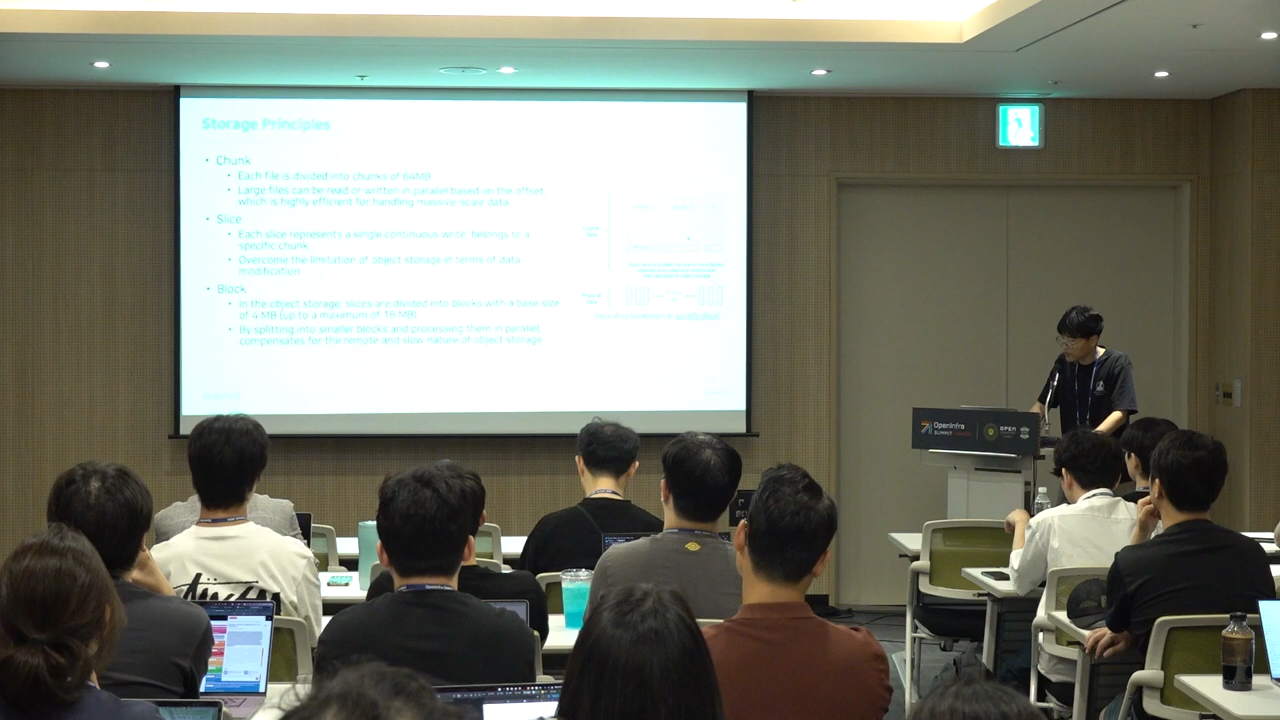 Storage Principles
• Chunk
• Each file is divided into chunks of 64MB
• Large files can be read or written in parallel based on the offset
which is highly efficient for handling massive-scale data
• Slice
• Each slice represents a single continuous write, belongs to a
specific chunk
• Overcome the limitation of object storage in terms of data
modification
• Block
• In the object storage, slices are divided into blocks with a base size
of 4 MB (up to a maximum of 16 MB)
• By splitting into smaller blocks and processing them in parallel,
compensates for the remote and slow nature of object storage
OpenInfra
SUMMIT
OPEN